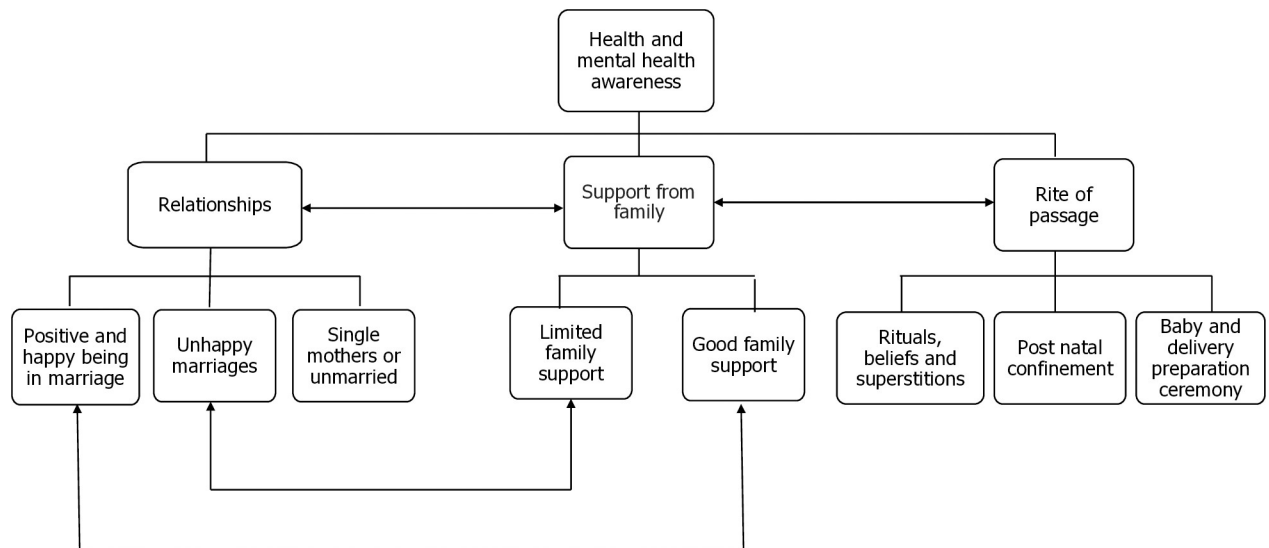 Health and
mental health
awareness
Relationships
Support from
family
Rite of
passage
Positive and
happy being
in marriage
Unhappy
marriages
Single
mothers or
unmarried
Limited
family
support
Good family
support
Rituals,
beliefs and
superstitions
Post natal
confinement
Baby and
delivery
preparation
ceremony